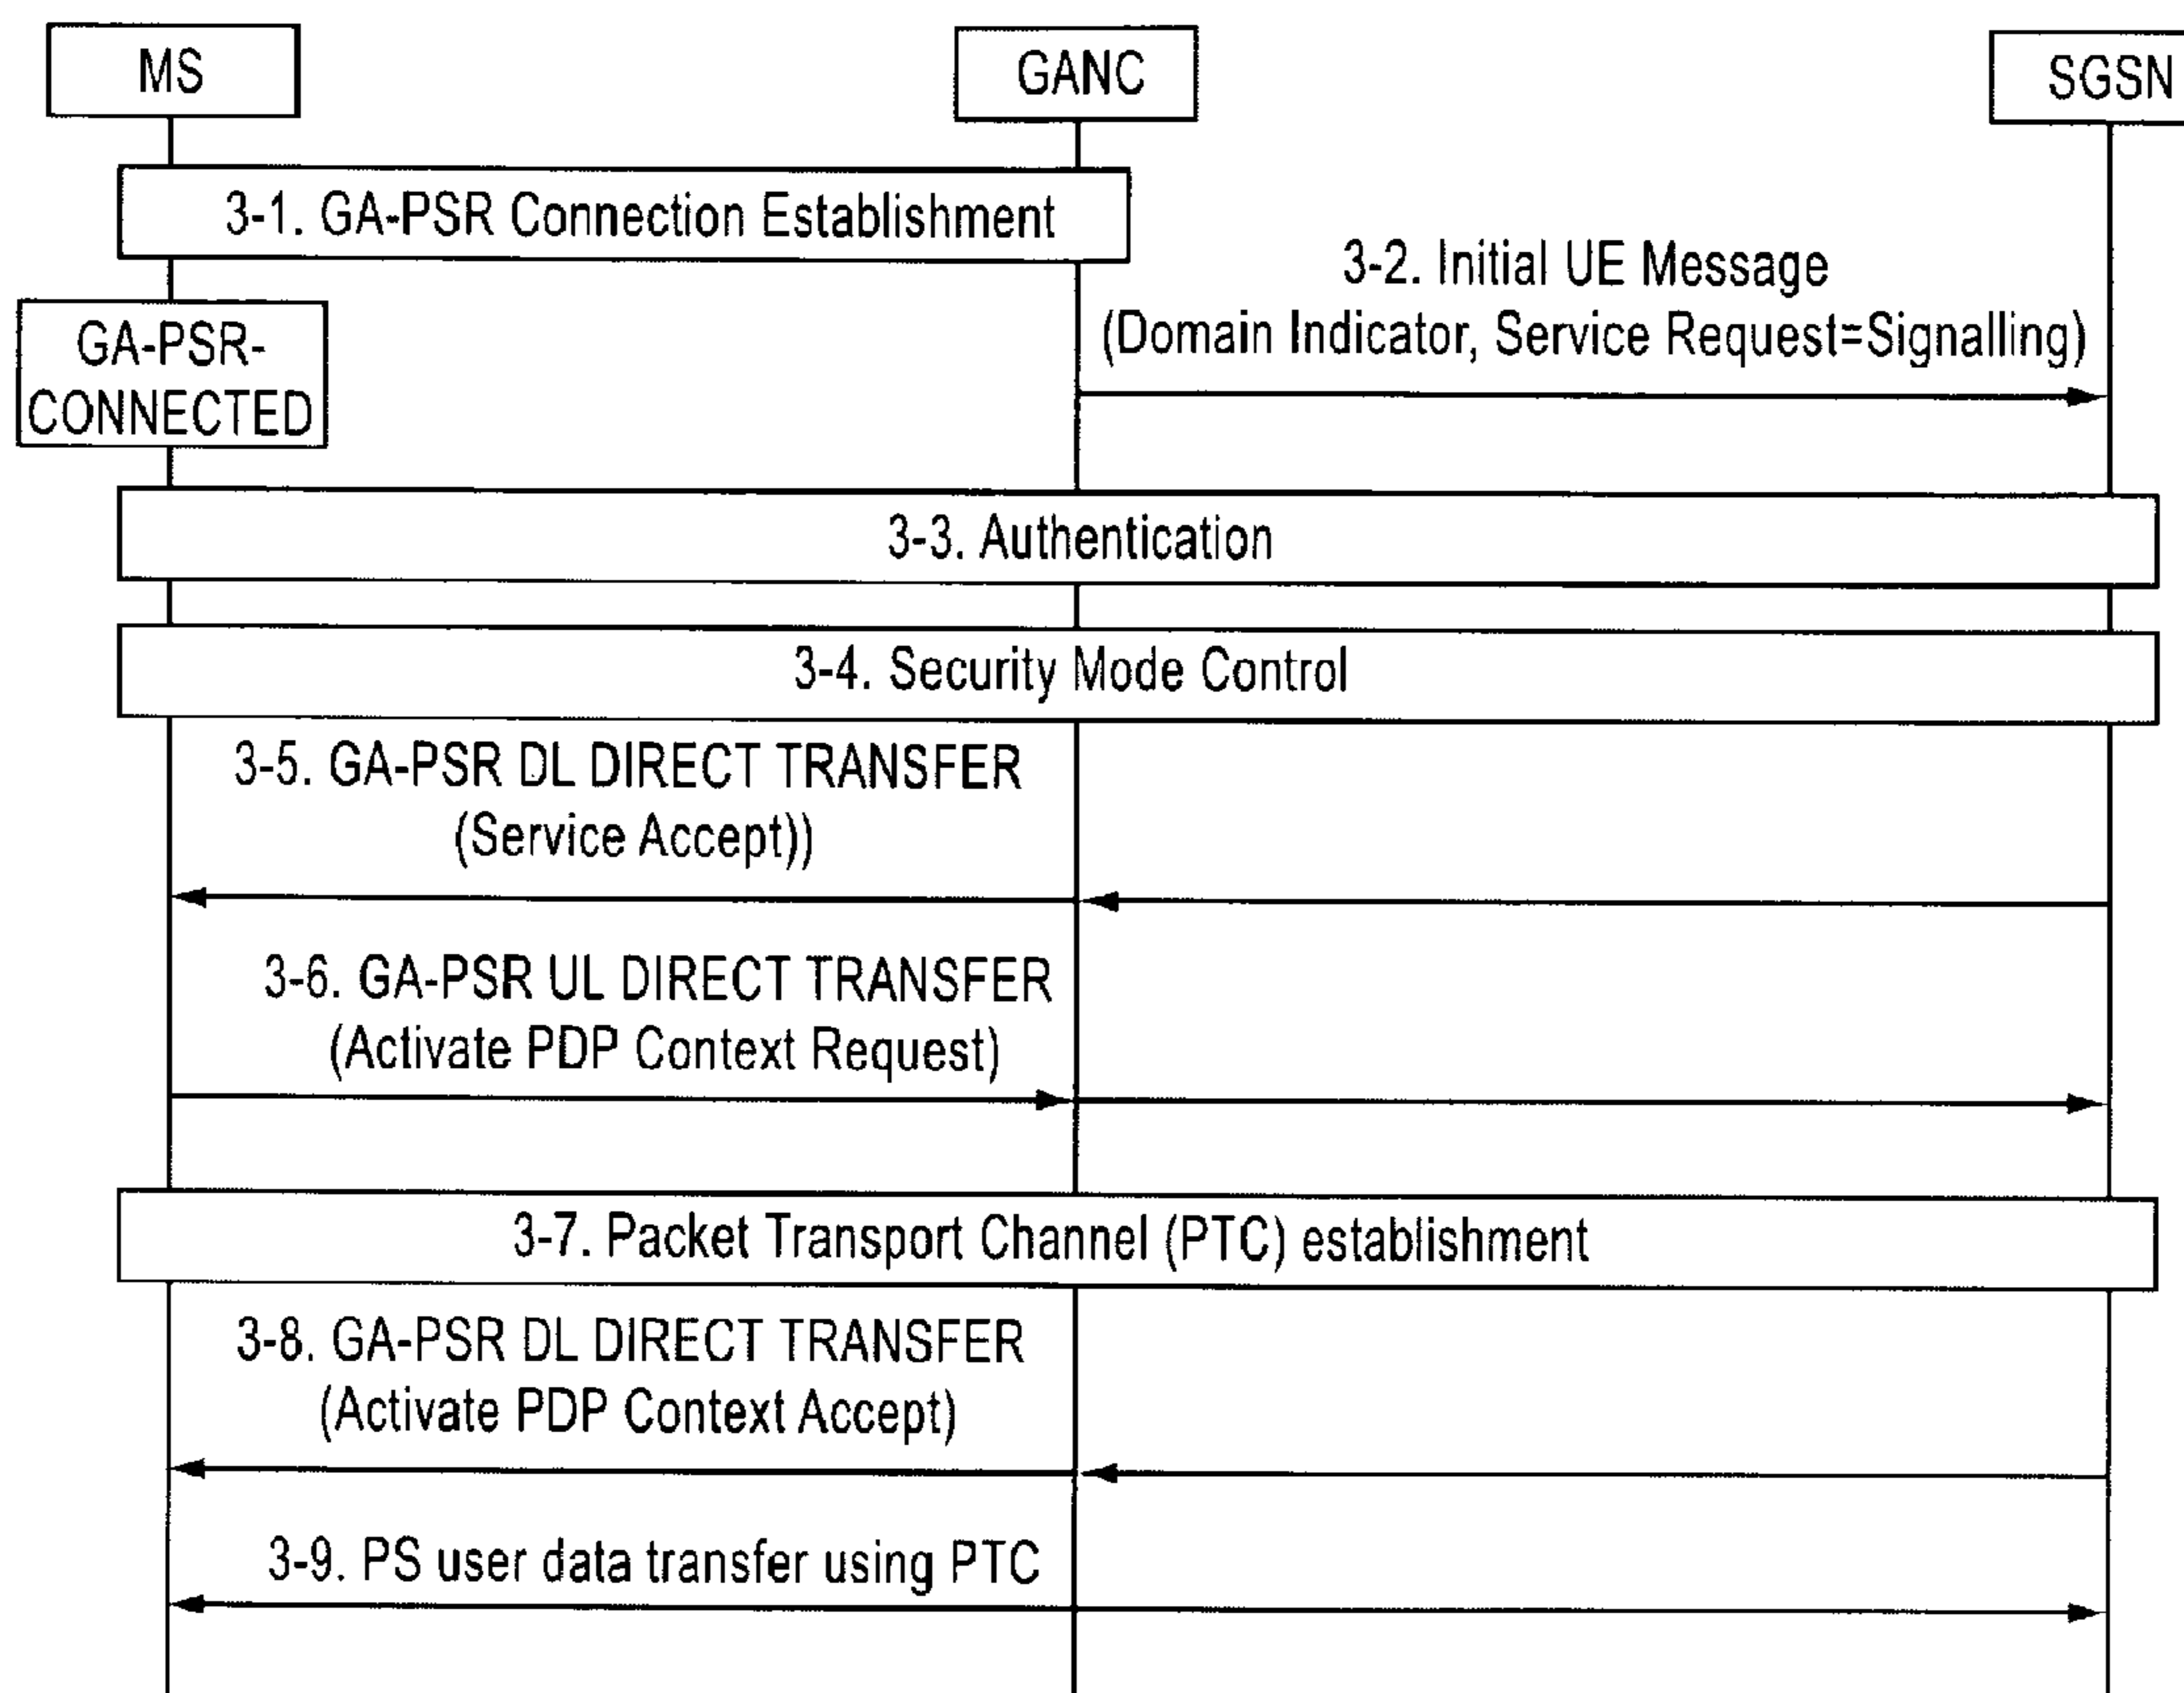 MS
GANC
SGSN
3-1. GA-PSR Connection Establishment
3-2. Initial UE Message
(Domain Indicator, Service Request=Signalling)
GA-PSR-
CONNECTED
3-3. Authentication
3-4. Security Mode Control
3-5. GA-PSR DL DIRECT TRANSFER
(Service Accept))
3-6. GA-PSR UL DIRECT TRANSFER
(Activate PDP Context Request)
3-7. Packet Transport Channel (PTC) establishment
3-8. GA-PSR DL DIRECT TRANSFER
(Activate PDP Context Accept)
3-9. PS user data transfer using PTC